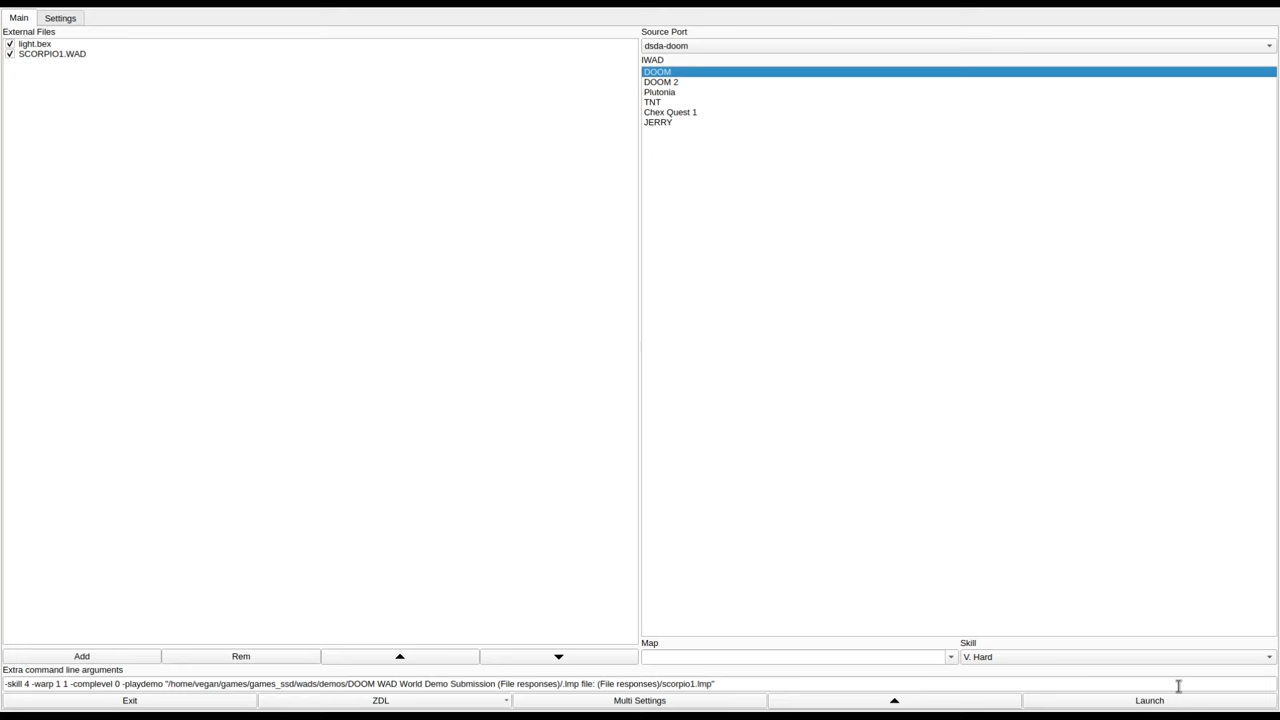 Main
Settings
External Files
light.bex
SCORPIO1.WAD
Source Port
dsda-doom
IWAD
DOOM
DOOM 2
Plutonia
TNT
Chex Quest 1
JERRY
Add
Rem
Map
Skill
V. Hard
Extra command line arguments
-skill 4 -warp 1 1 -complevel 0 -playdemo "/home/vegan/games/games_ssd/wads/demos/DOOM WAD World Demo Submission (File responses)/.lmp file: (File responses)/scorpio1.lmp"
Exit
ZDL
Multi Settings
Launch